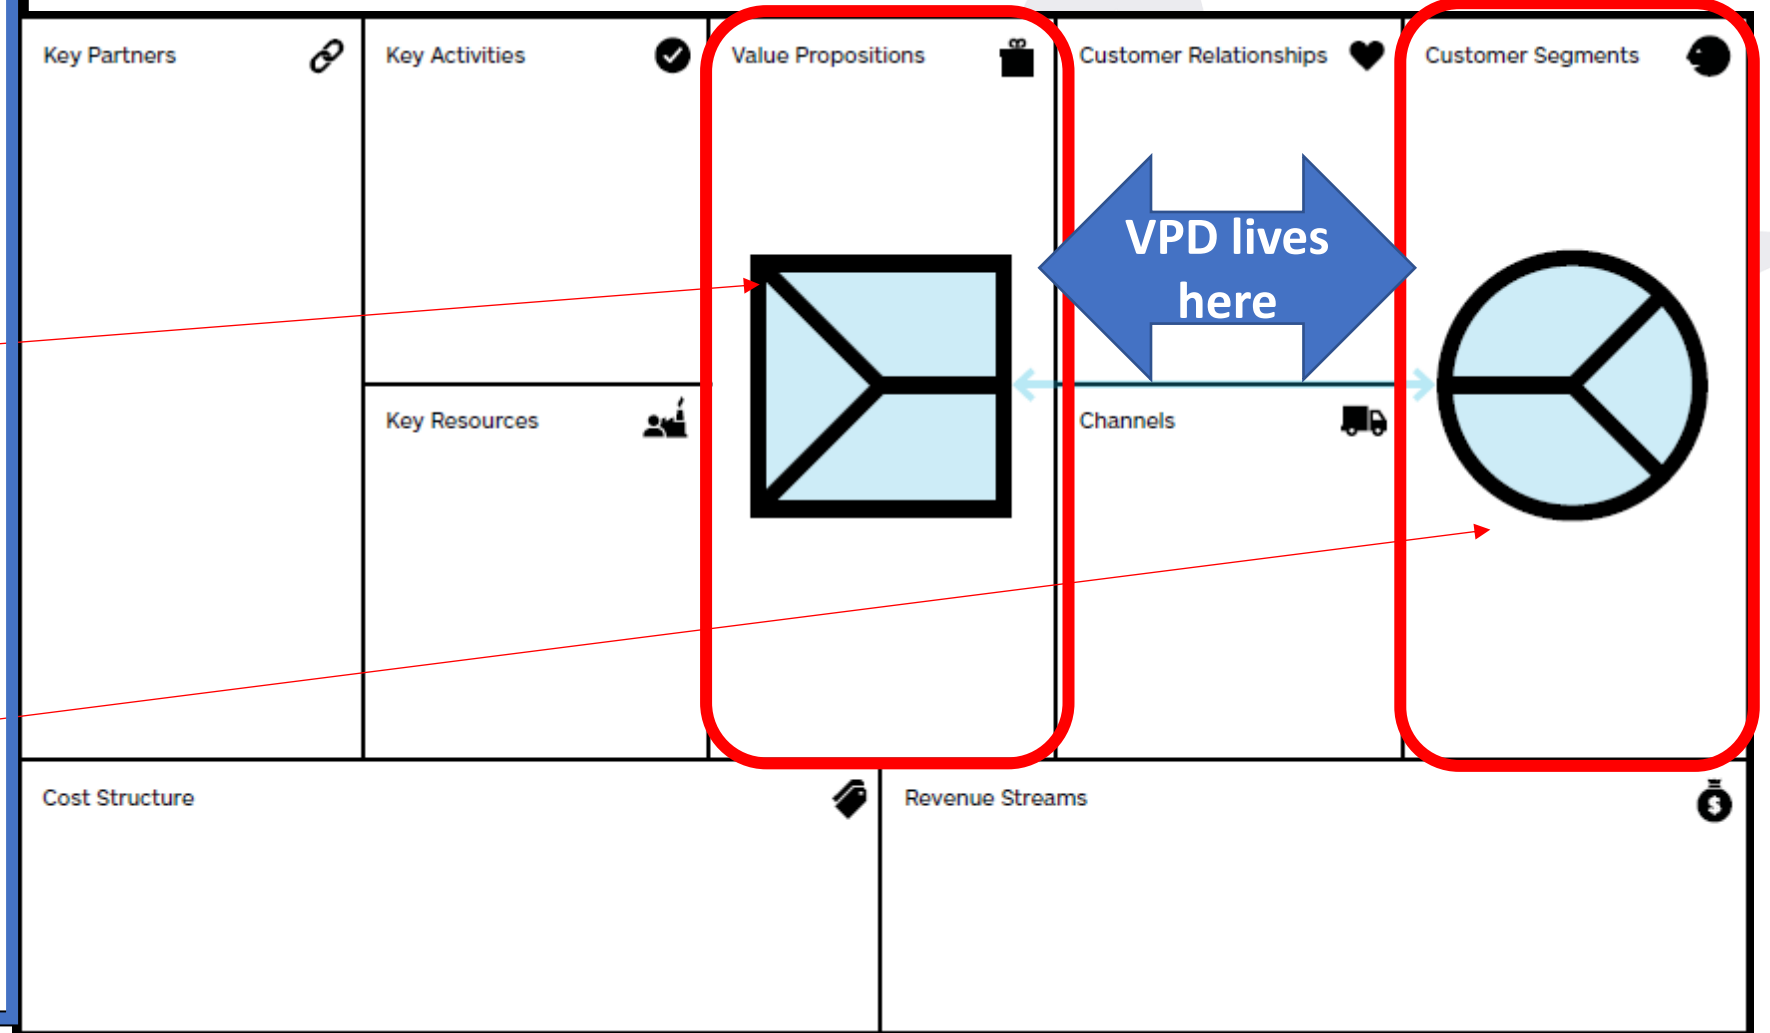 Key Partners
Key Activities
Value Propositions
Customer Relationships
Customer Segments
VPD lives
here
Key Resources
Channels
Cost Structure
Revenue Streams
$